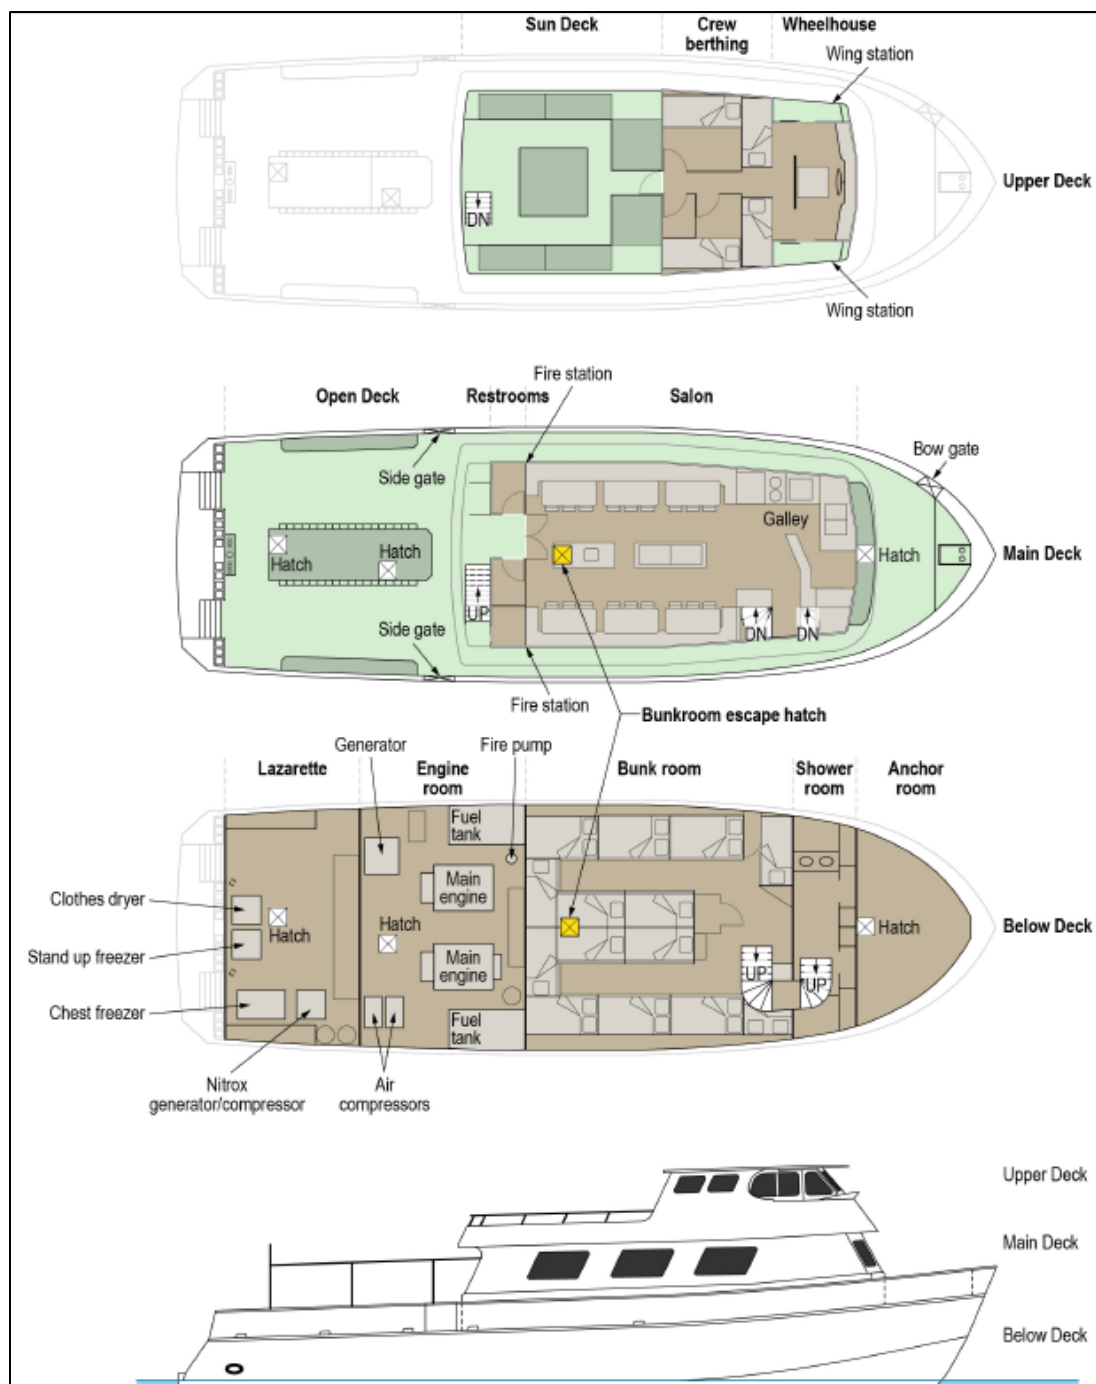 Sun Deck
Crew
berthing
Wheelhouse
Wing station
Upper Deck
DN
Wing station
Fire station
Open Deck
Restrooms
Salon
Bow gate
Side gate
Galley
Hatch
Hatch
Hatch
Main Deck
UP
DN
DN
Side gate
Fire station
Bunkroom escape hatch
Generator
Fire pump
Lazarette
Engine
room
Bunk room
Shower
room
Anchor
room
Fuel
tank
Main
engine
Clothes dryer
Hatch
Hatch
Hatch
Below Deck
Stand up freezer
Main
engine
UP
UP
Chest freezer
Fuel
tank
Nitrox
generator/compressor
Air
compressors
Upper Deck
Main Deck
Below Deck